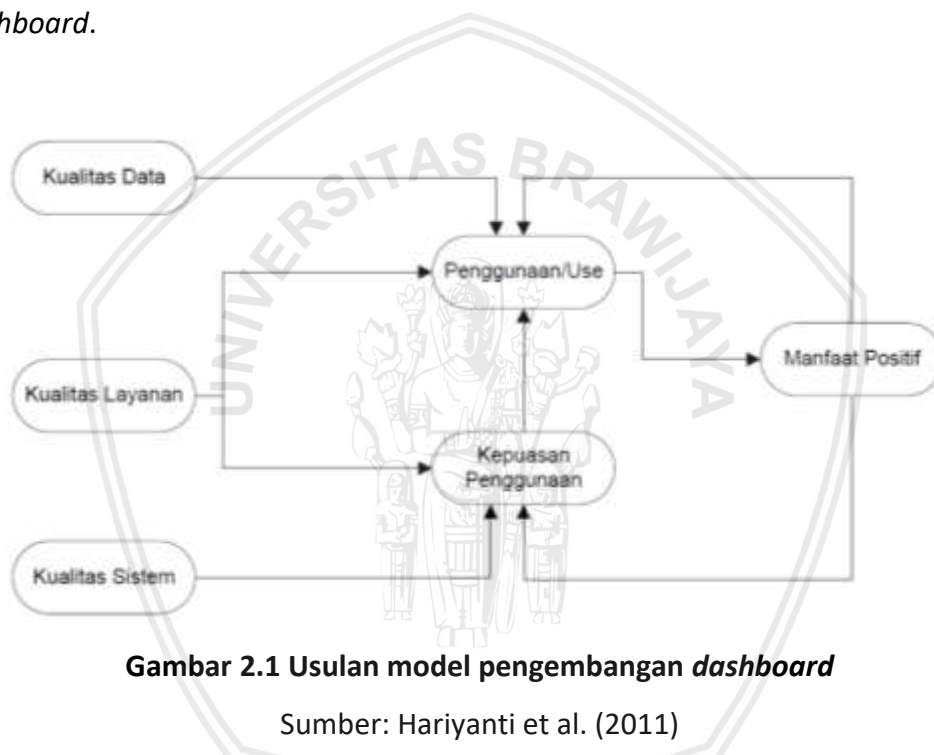 hboard.
UNIVERSITAS BRAWIJAYA
Kualitas Data
Penggunaan/Use
Manfaat Positif
Kualitas Layanan
Kepuasan
Penggunaan
Kualitas Sistem
Gambar 2.1 Usulan model pengembangan dashboard
Sumber: Hariyanti et al. (2011)